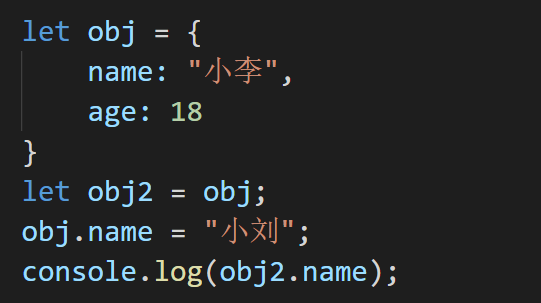 let obj = {
    name: "小李",
    age: 18
}
let obj2 = obj;
obj.name = "小刘";
console.log(obj2.name);